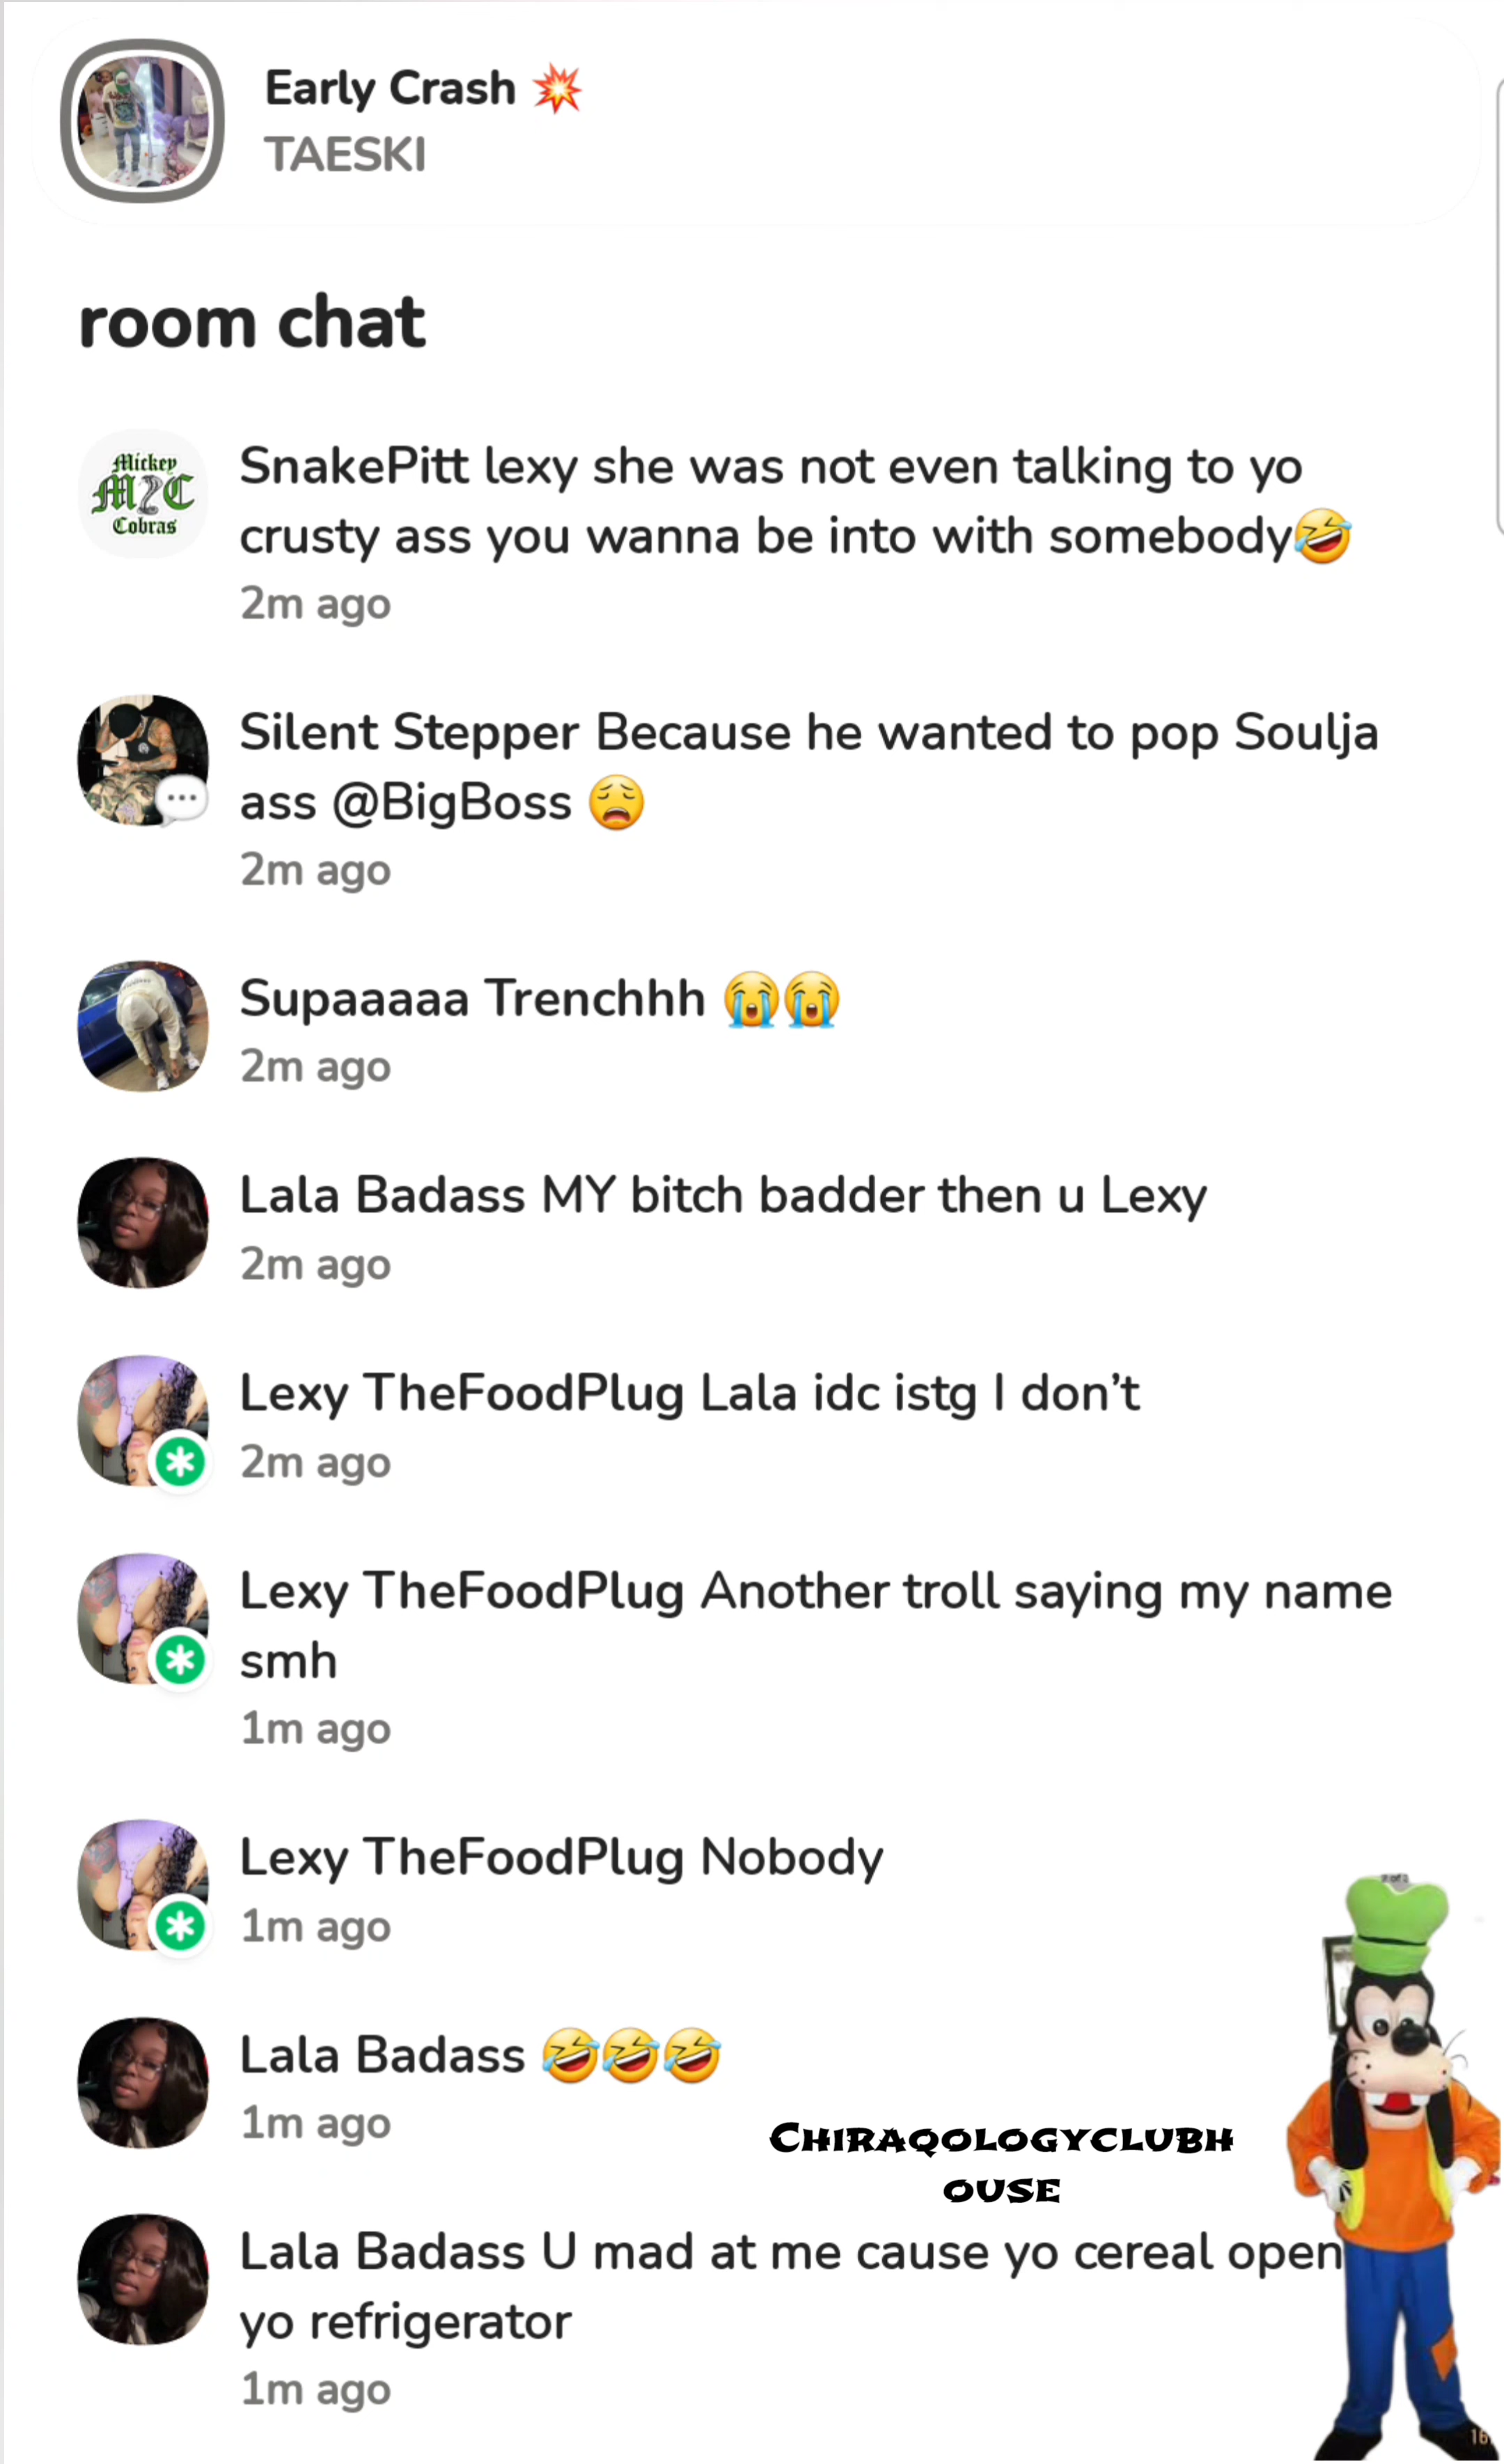 Early Crash 💥
TAESKI
room chat
Mickey
M C
Cobras
SnakePitt lexy she was not even talking to yo
crusty ass you wanna be into with somebody🤣
2m ago
Silent Stepper Because he wanted to pop Soulja
ass @BigBoss 😩
2m ago
Supaaaaa Trenchhh 😭😭
2m ago
Lala Badass MY bitch badder then u Lexy
2m ago
Lexy TheFoodPlug Lala idc istg I don’t
2m ago
Lexy TheFoodPlug Another troll saying my name
smh
1m ago
Lexy TheFoodPlug Nobody
1m ago
Lala Badass 🤣🤣🤣
1m ago
CHIRAQOLOGYCLUBH
OUSE
Lala Badass U mad at me cause yo cereal open
yo refrigerator
1m ago